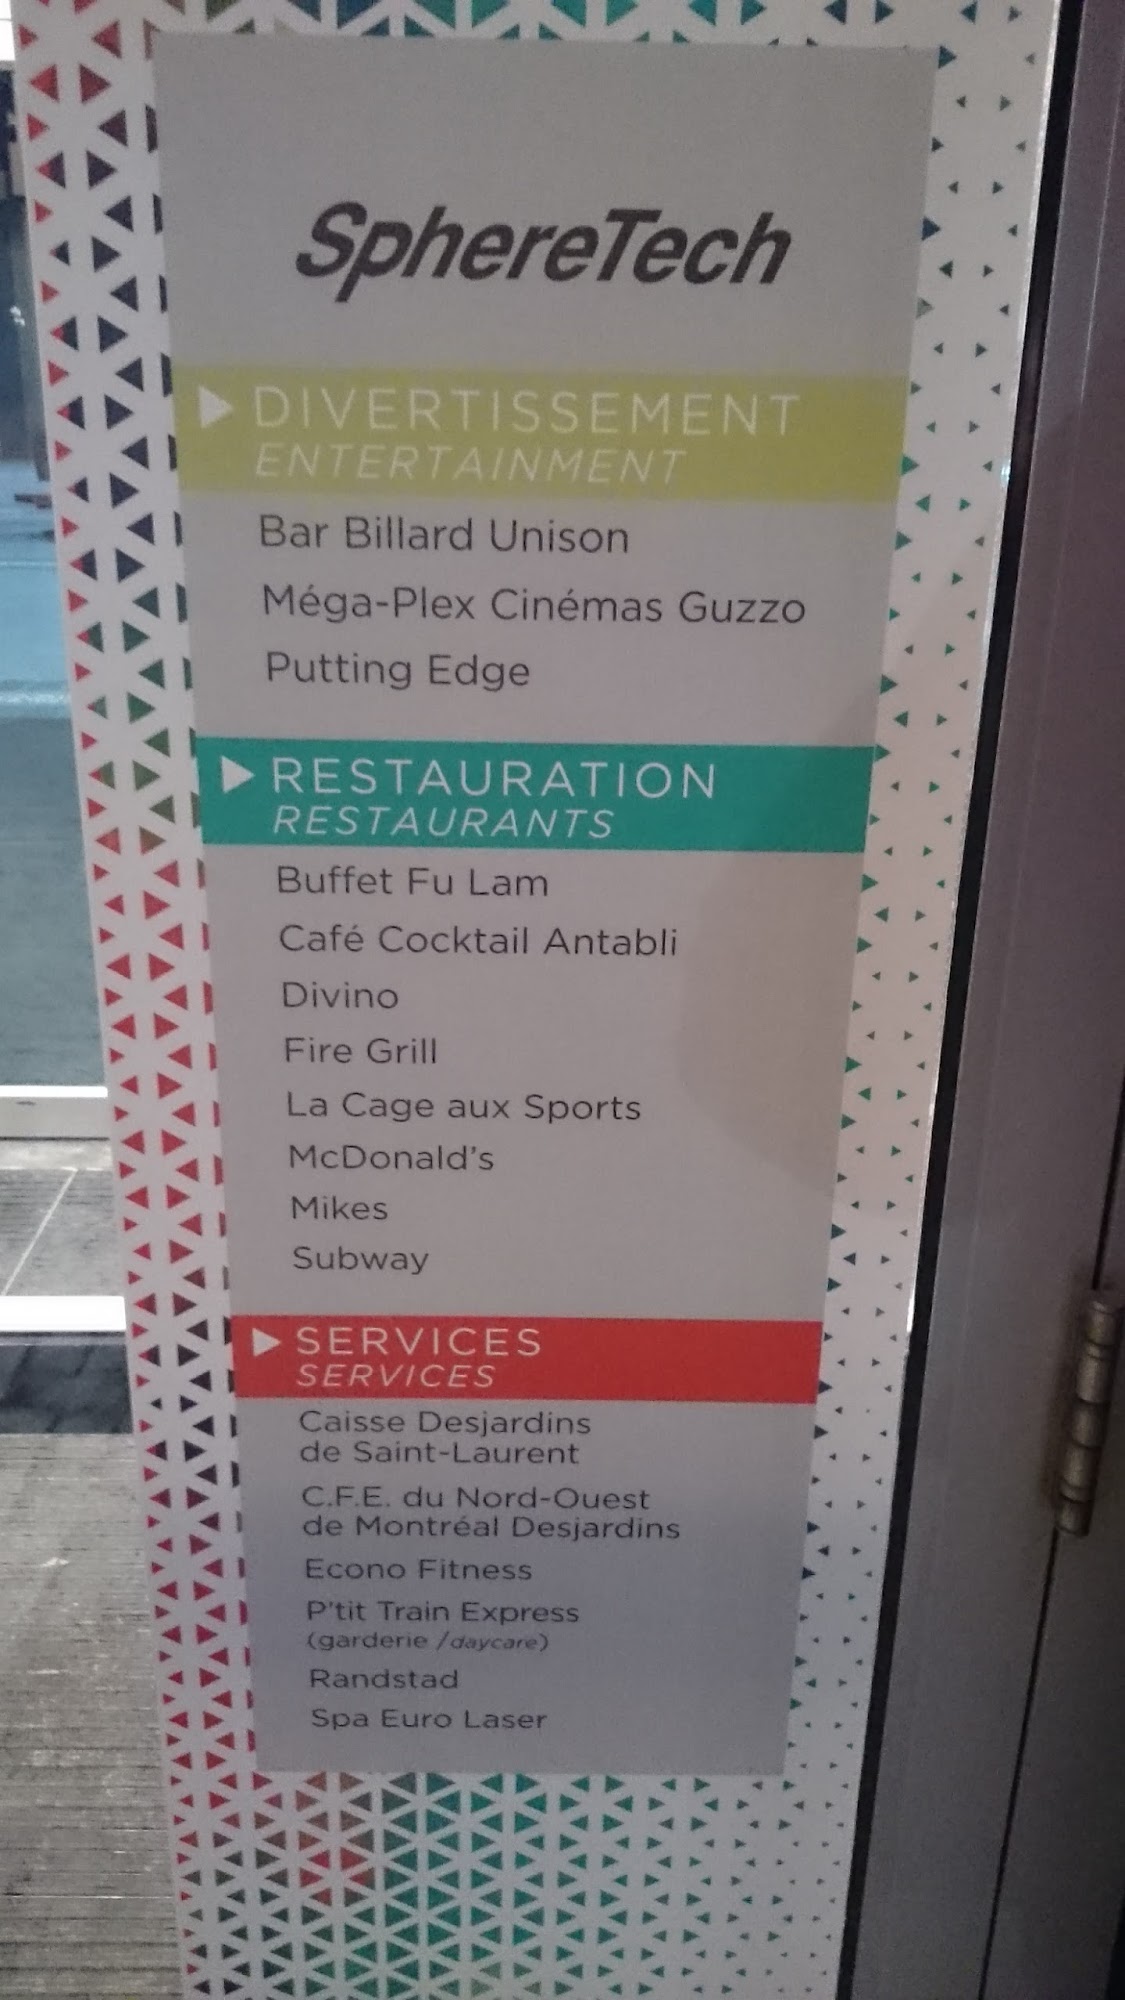 SphereTech
DIVERTISSEMENT
ENTERTAINMENT
Bar Billard Unison
Méga-Plex Cinémas Guzzo
Putting Edge
RESTAURATION
RESTAURANTS
Buffet Fu Lam
Café Cocktail Antabli
Divino
Fire Grill
La Cage aux Sports
McDonald's
Mikes
Subway
SERVICES
SERVICES
Caisse Desjardins
de Saint-Laurent
C.F.E. du Nord-Ouest
de Montréal Desjardins
Econo Fitness
P'tit Train Express
(garderie /daycare)
Randstad
Spa Euro Laser